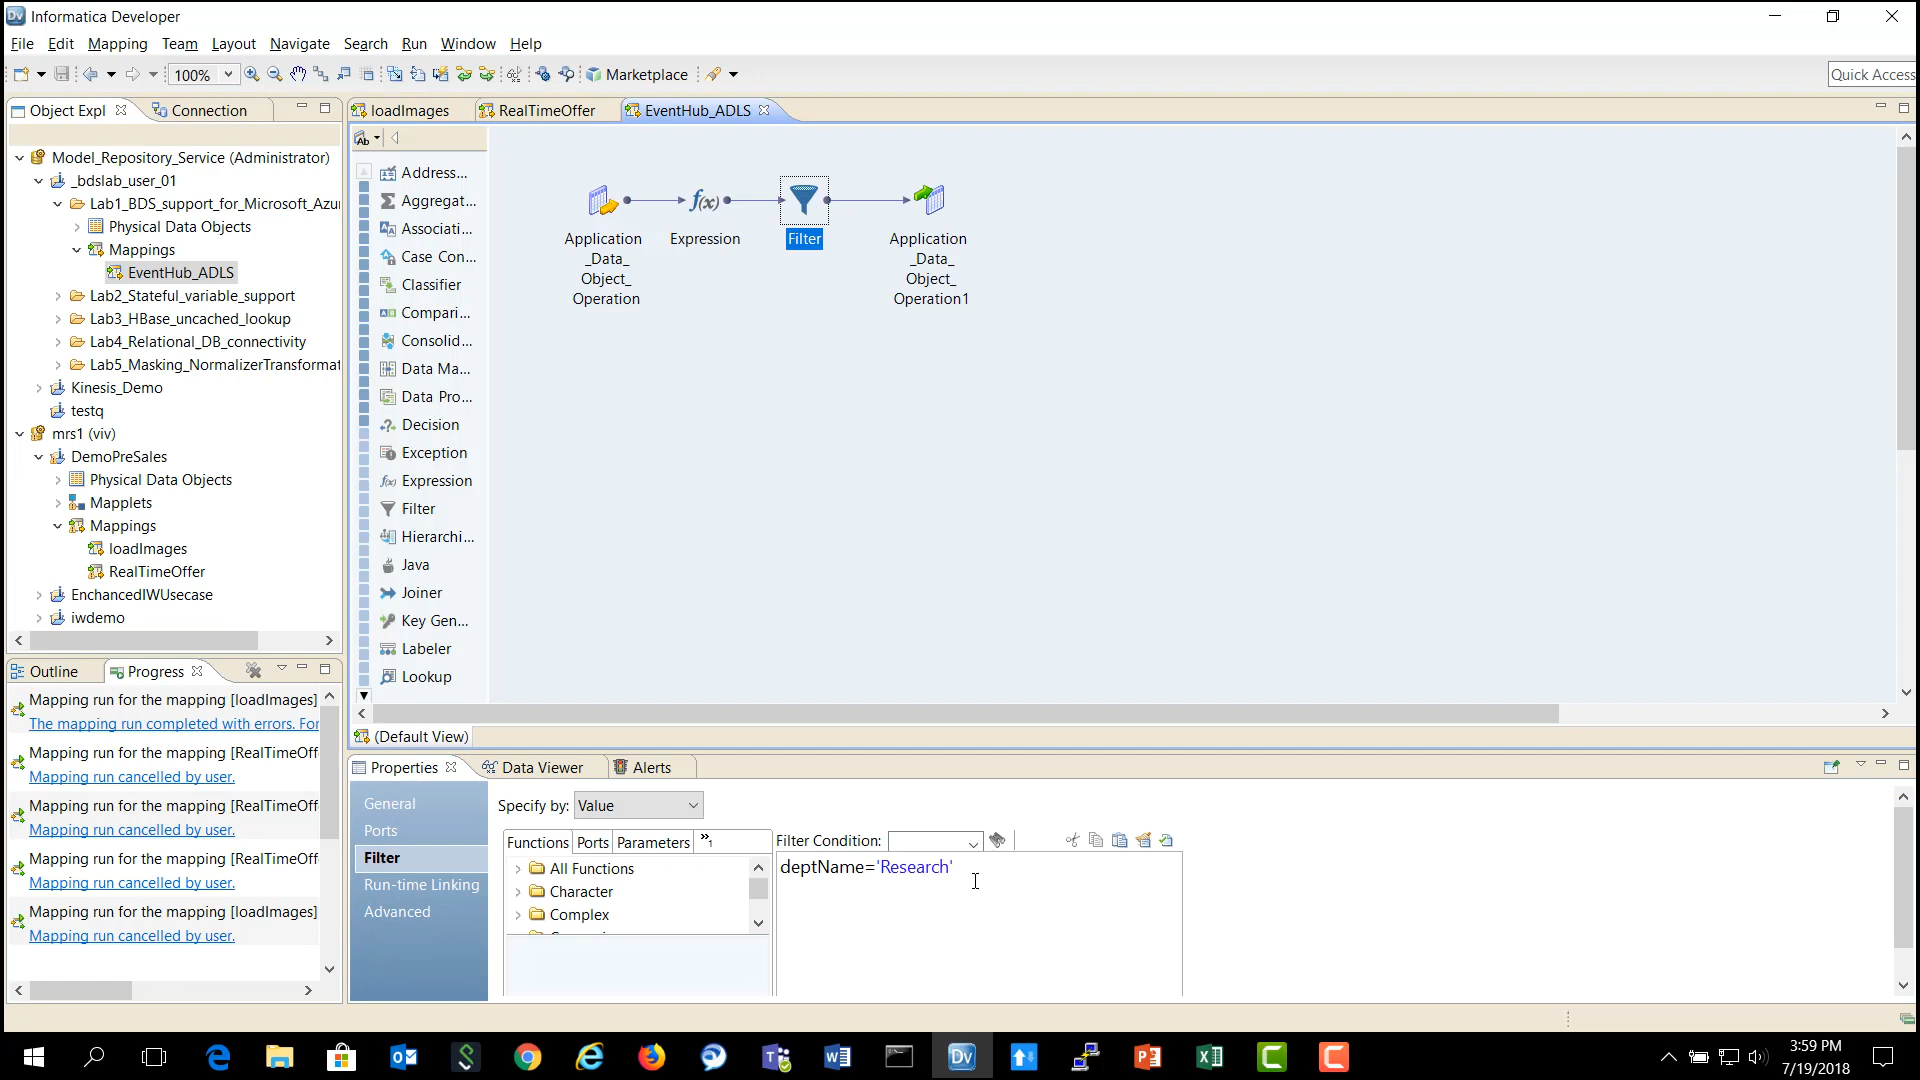 Informatica Developer
File Edit Mapping Team Layout Navigate Search Run Window Help
100% Marketplace Quick Access
Object Expl Connection
loadImages RealTimeOffer EventHub_ADLS
Model_Repository_Service (Administrator)
_bdslab_user_01
Lab1_BDS_support_for_Microsoft_Azu
Physical Data Objects
Mappings
EventHub_ADLS
Lab2_Stateful_variable_support
Lab3_HBase_uncached_lookup
Lab4_Relational_DB_connectivity
Lab5_Masking_NormalizerTransformat
Kinesis_Demo
testq
mrs1 (viv)
DemoPreSales
Physical Data Objects
Mapplets
Mappings
loadImages
RealTimeOffer
EnchancedIWUsecase
iwdemo
Address...
Aggregat...
Associati...
Case Con...
Classifier
Compari...
Consolid...
Data Ma...
Data Pro...
Decision
Exception
Expression
Filter
Hierarchi...
Java
Joiner
Key Gen...
Labeler
Lookup
Application
_Data_
Object_
Operation
Expression
Filter
Application
_Data_
Object_
Operation1
(Default View)
Outline Progress
Mapping run for the mapping [loadImages]
The mapping run completed with errors. For
Mapping run for the mapping [RealTimeOff
Mapping run cancelled by user.
Mapping run for the mapping [RealTimeOff
Mapping run cancelled by user.
Mapping run for the mapping [RealTimeOff
Mapping run cancelled by user.
Mapping run for the mapping [loadImages]
Mapping run cancelled by user.
Properties Data Viewer Alerts
General
Ports
Filter
Run-time Linking
Advanced
Specify by: Value
Functions Ports Parameters »1
All Functions
Character
Complex
Filter Condition:
deptName='Research'
3:59 PM
7/19/2018